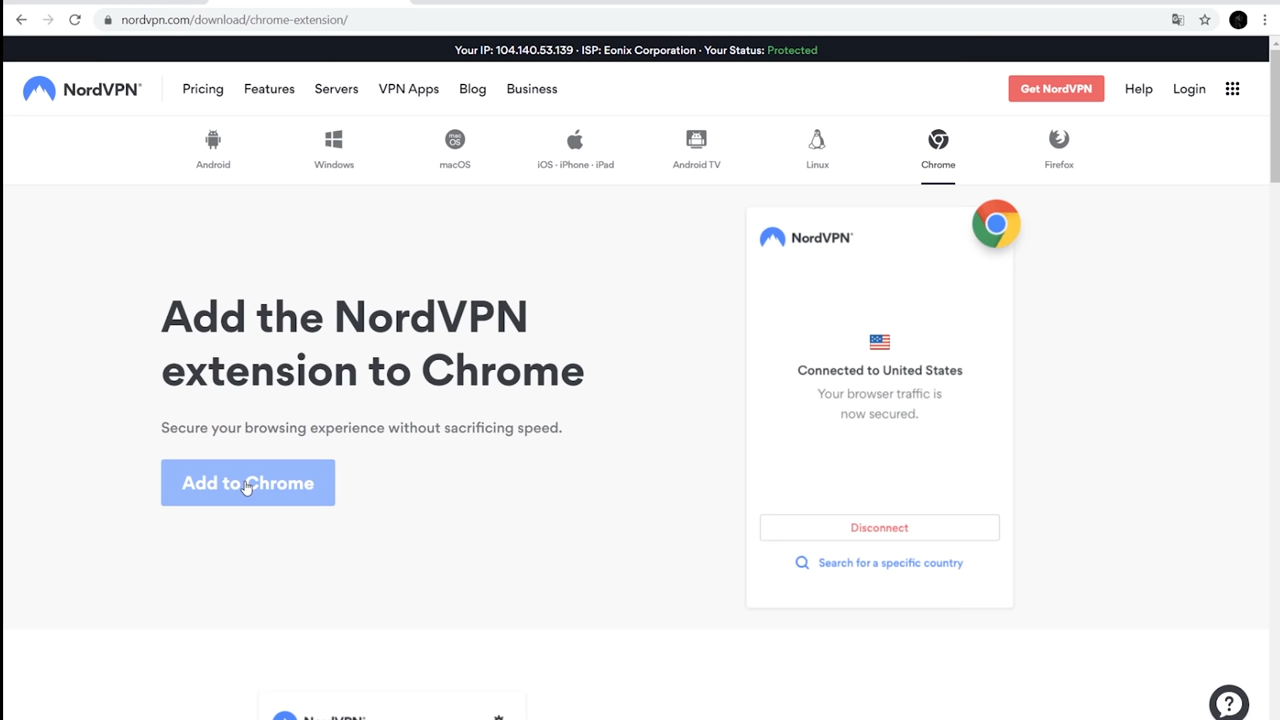 nordvpn.com/download/chrome-extension/
Your IP: 104.140.53.139 · ISP: Eonix Corporation · Your Status: Protected
NordVPN®
Pricing
Features
Servers
VPN Apps
Blog
Business
Get NordVPN
Help
Login
Android
Windows
mac OS
macOS
iOS · iPhone · iPad
Android TV
Linux
Chrome
Firefox
NordVPN®
Add the NordVPN
extension to Chrome
Secure your browsing experience without sacrificing speed.
Add to Chrome
Connected to United States
Your browser traffic is
now secured.
Disconnect
Search for a specific country
NordVPN®
?